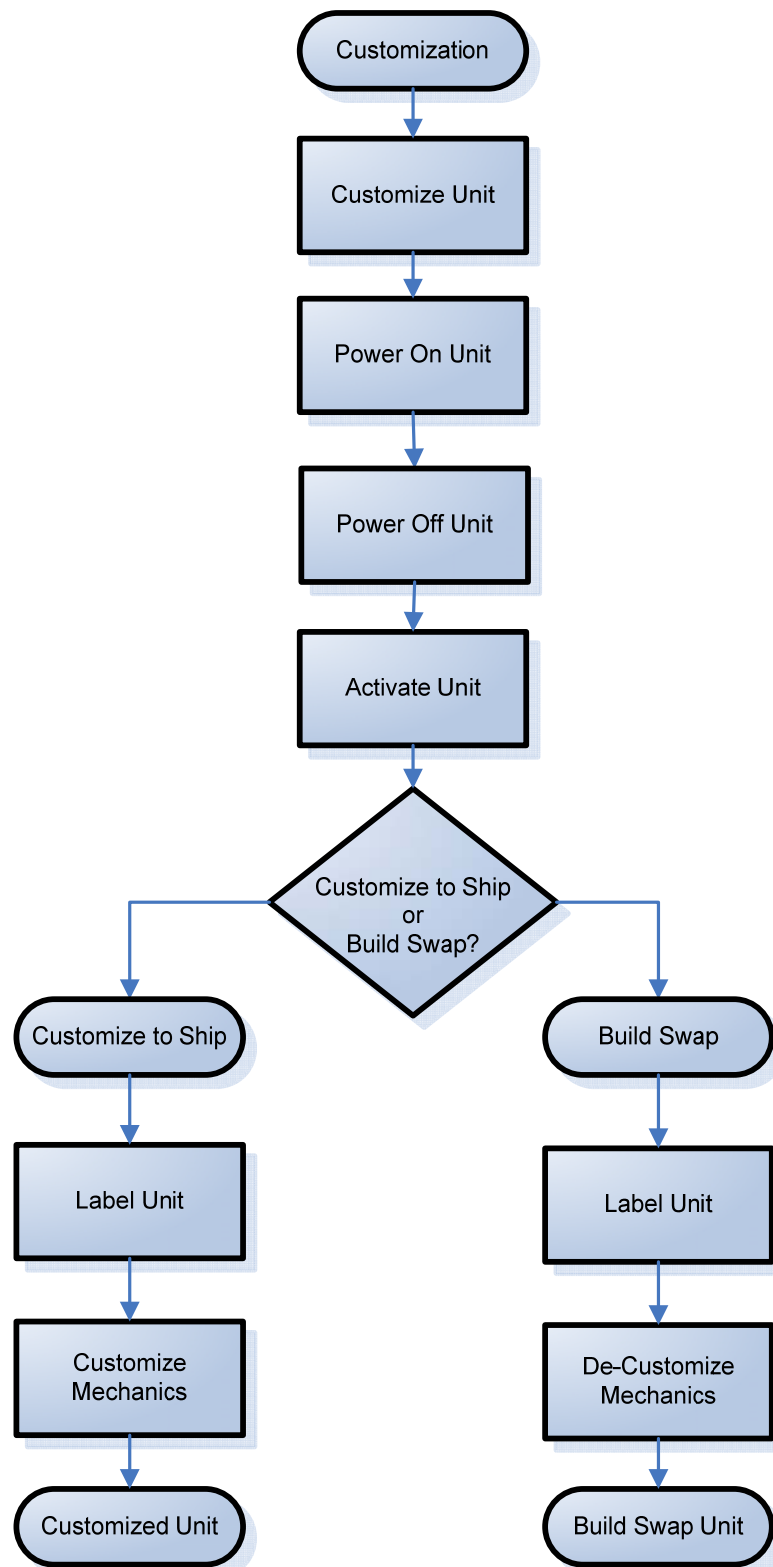 Customization
Customize Unit
Power On Unit
Power Off Unit
Activate Unit
Customize to Ship
or
Build Swap?
Customize to Ship
Build Swap
Label Unit
Label Unit
Customize
Mechanics
De-Customize
Mechanics
Customized Unit
Build Swap Unit